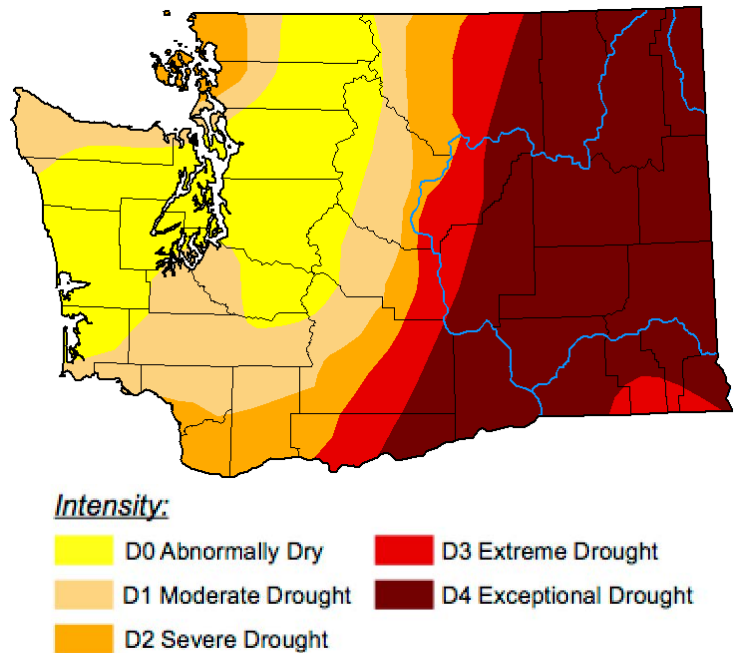 Intensity:
D0 Abnormally Dry
D1 Moderate Drought
D2 Severe Drought
D3 Extreme Drought
D4 Exceptional Drought